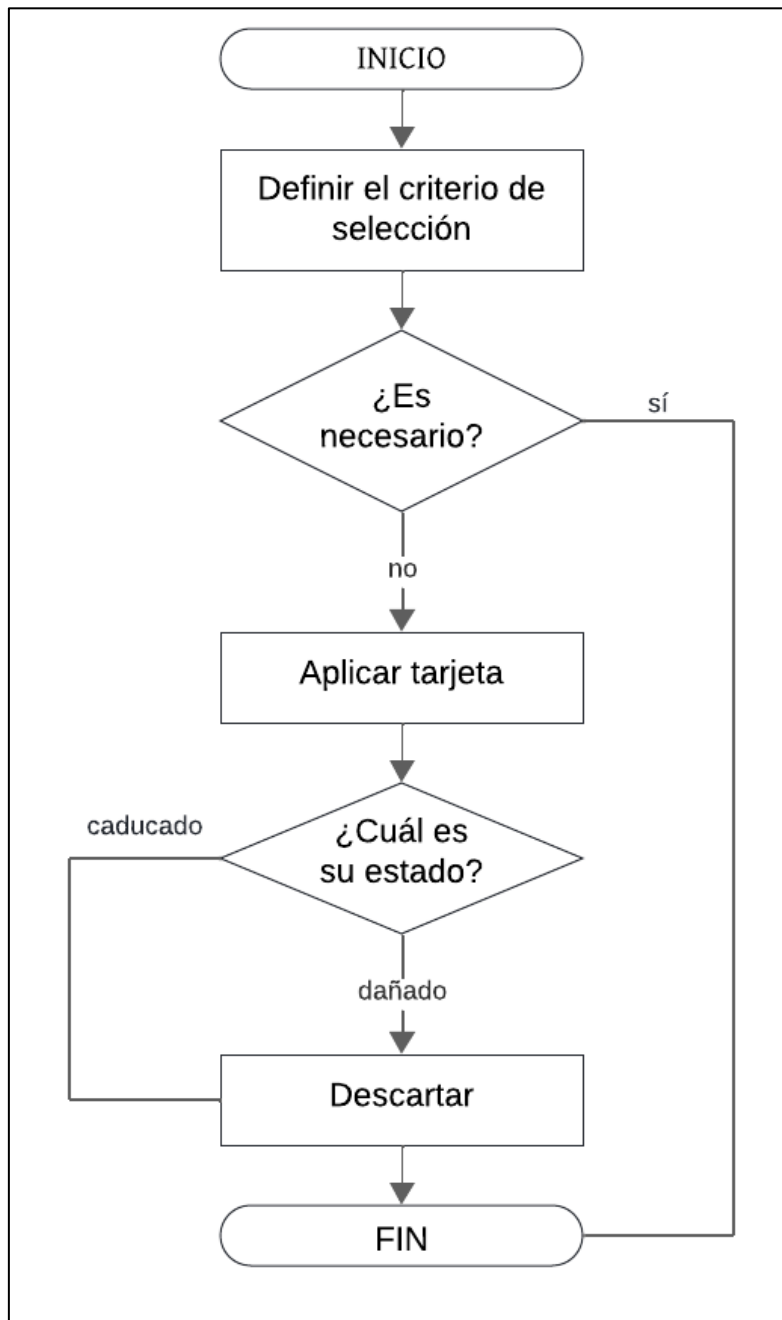 INICIO
Definir el criterio de
selección
¿Es
necesario?
sí
no
Aplicar tarjeta
¿Cuál es
su estado?
caducado
dañado
Descartar
FIN